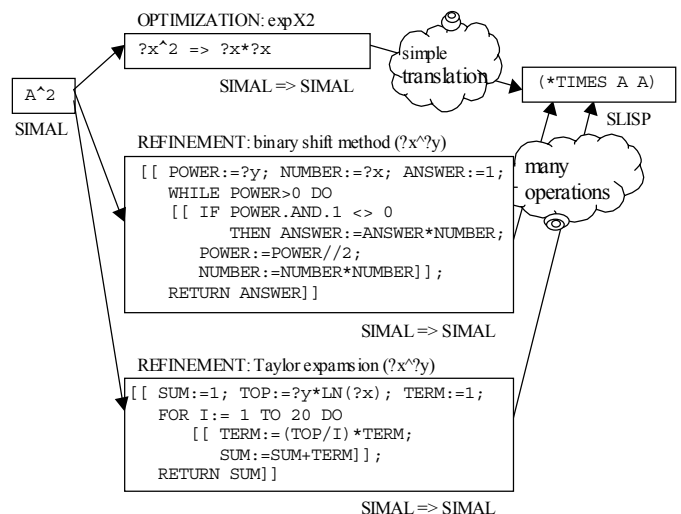 OPTIMIZATION: expX2
?x^2 => ?x*?x
SIMAL => SIMAL
simple
translation
A^2
SIMAL
(*TIMES A A)
SLISP
REFINEMENT: binary shift method (?x^?y)
[[ POWER:=?y; NUMBER:=?x; ANSWER:=1;
WHILE POWER>0 DO
[[ IF POWER.AND.1 <> 0
THEN ANSWER:=ANSWER*NUMBER;
POWER:=POWER//2;
NUMBER:=NUMBER*NUMBER]];
RETURN ANSWER]]
SIMAL => SIMAL
many
operations
REFINEMENT: Taylor expamsion (?x^?y)
[[ SUM:=1; TOP:=?y*LN(?x); TERM:=1;
FOR I:= 1 TO 20 DO
[[ TERM:=(TOP/I)*TERM;
SUM:=SUM+TERM]];
RETURN SUM]]
SIMAL => SIMAL